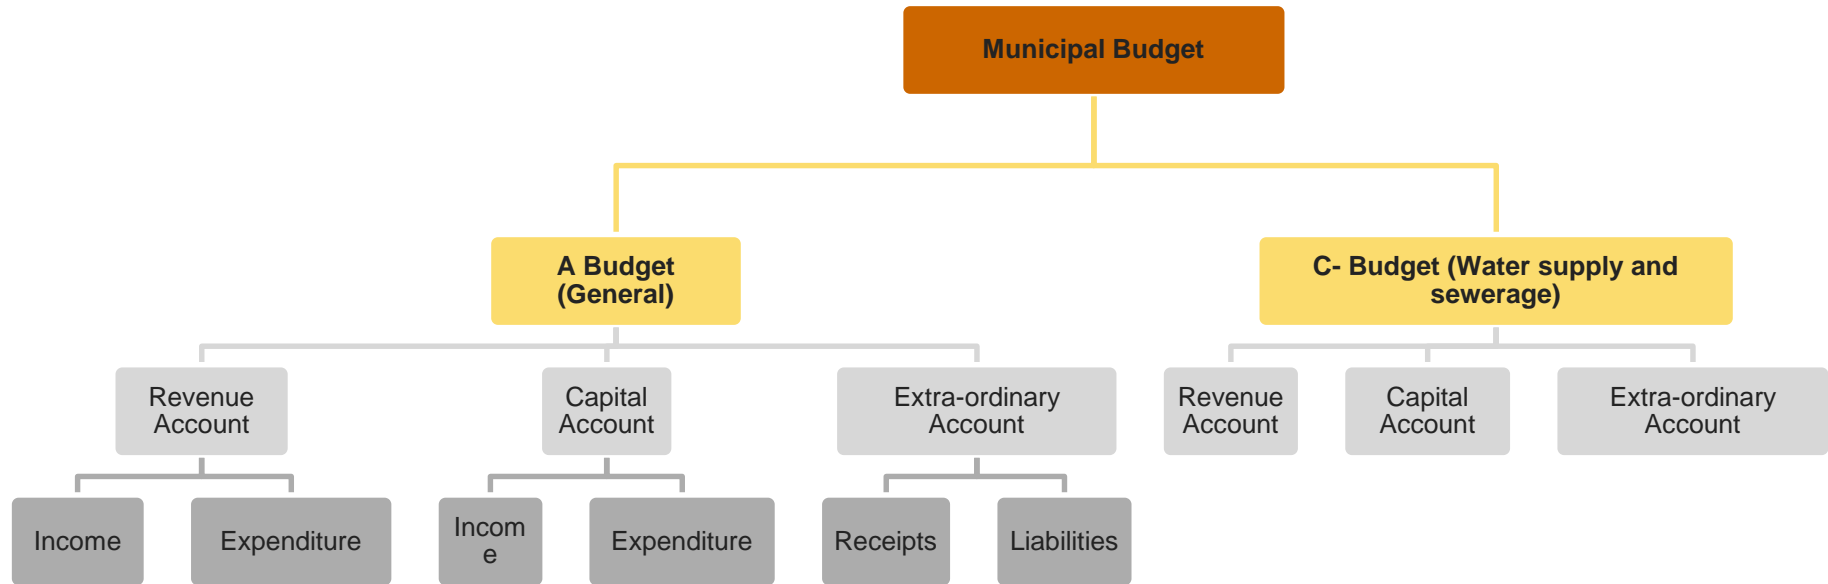 Municipal Budget
A Budget
(General)
C- Budget (Water supply and
sewerage)
Revenue
Account
Capital
Account
Extra-ordinary
Account
Revenue
Account
Capital
Account
Extra-ordinary
Account
Income
Expenditure
Incom
e
Expenditure
Receipts
Liabilities